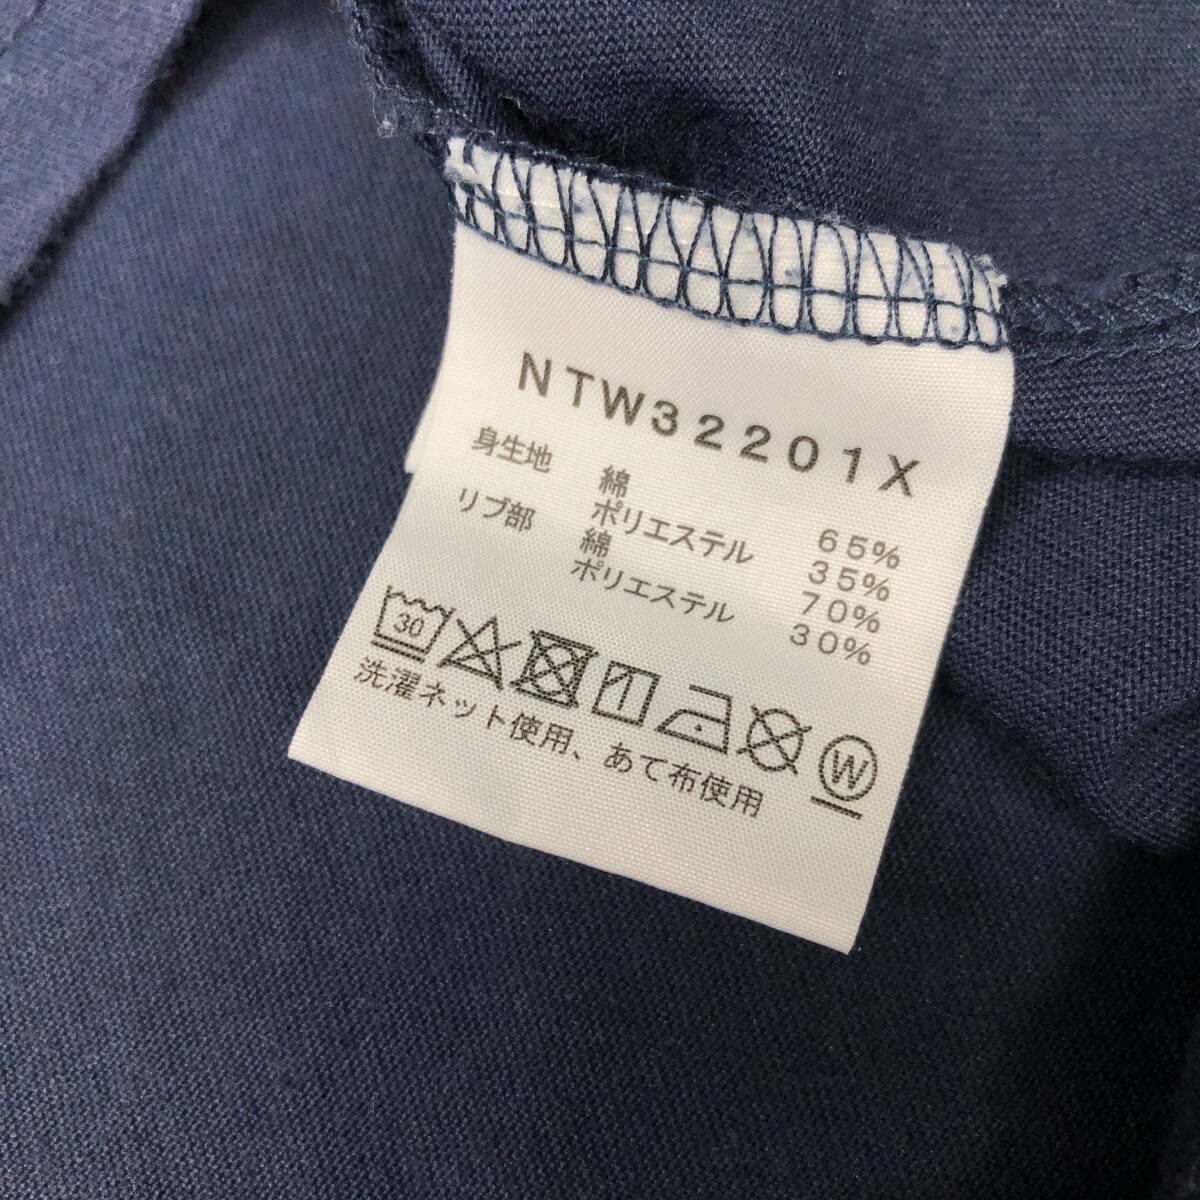 NTW32201X
身生地 綿 65%
ポリエステル 35%
リブ部 綿 70%
ポリエステル 30%
30
W
洗濯ネット使用、あて布使用